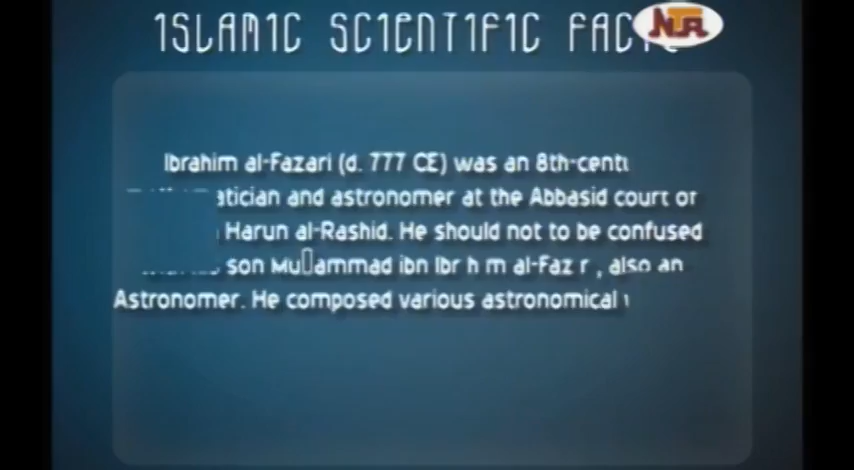 ISLAMIC SCIENTIFIC
NTA
Ibrahim al-Fazari (d. 777 CE) was an 8th-centu
atician and astronomer at the Abbasid court of
Harun al-Rashid. He should not to be confused
son Mu▯ammad ibn Ibr h m al-Faz r , also an
Astronomer. He composed various astronomical